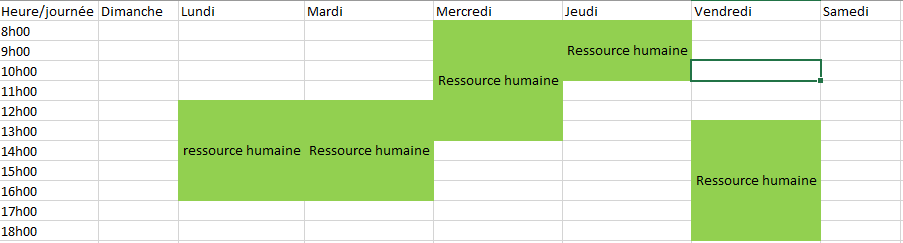 Heure/journée Dimanche Lundi Mardi Mercredi Jeudi Vendredi Samedi
8h00
9h00 Ressource humaine
10h00 Ressource humaine
11h00
12h00
13h00
14h00 ressource humaine Ressource humaine
15h00
16h00 Ressource humaine
17h00
18h00